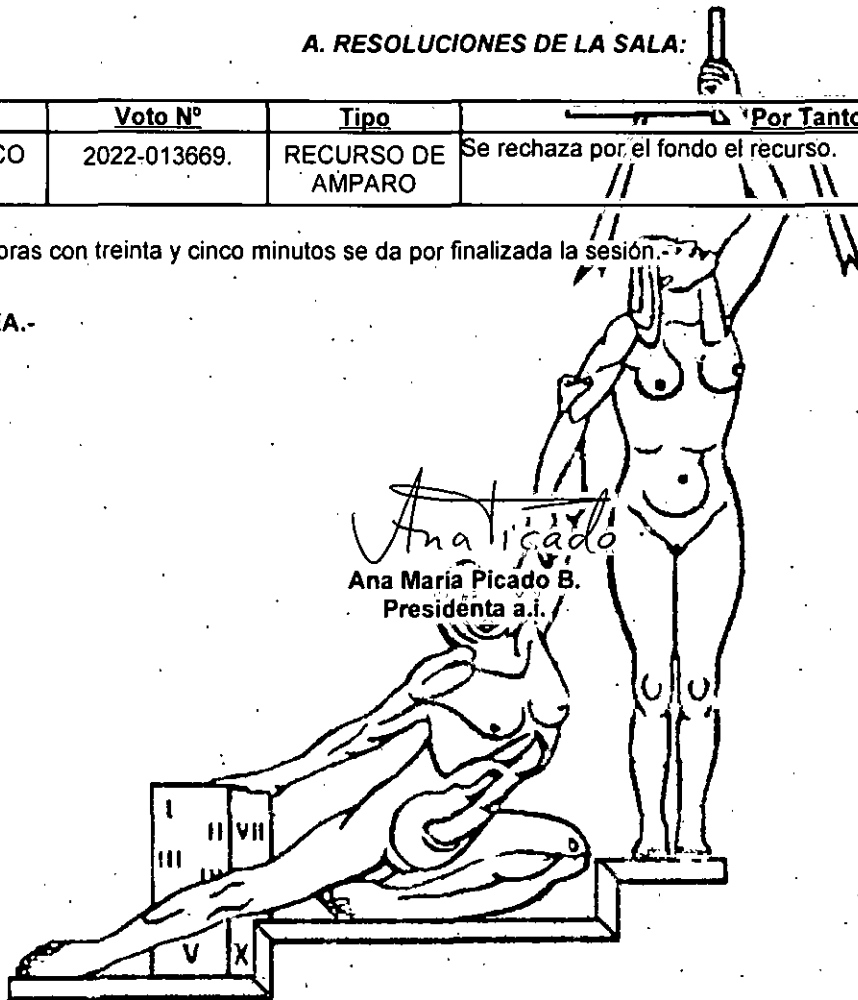 A. RESOLUCIONES DE LA SALA:
Voto Nº Tipo Por Tanto
CO 2022-013669. RECURSO DE Se rechaza por el fondo el recurso.
AMPARO
oras con treinta y cinco minutos se da por finalizada la sesión.-
A.-
Ana Picado
Ana María Picado B.
Presidenta a.i.
I
II VII
III
V X